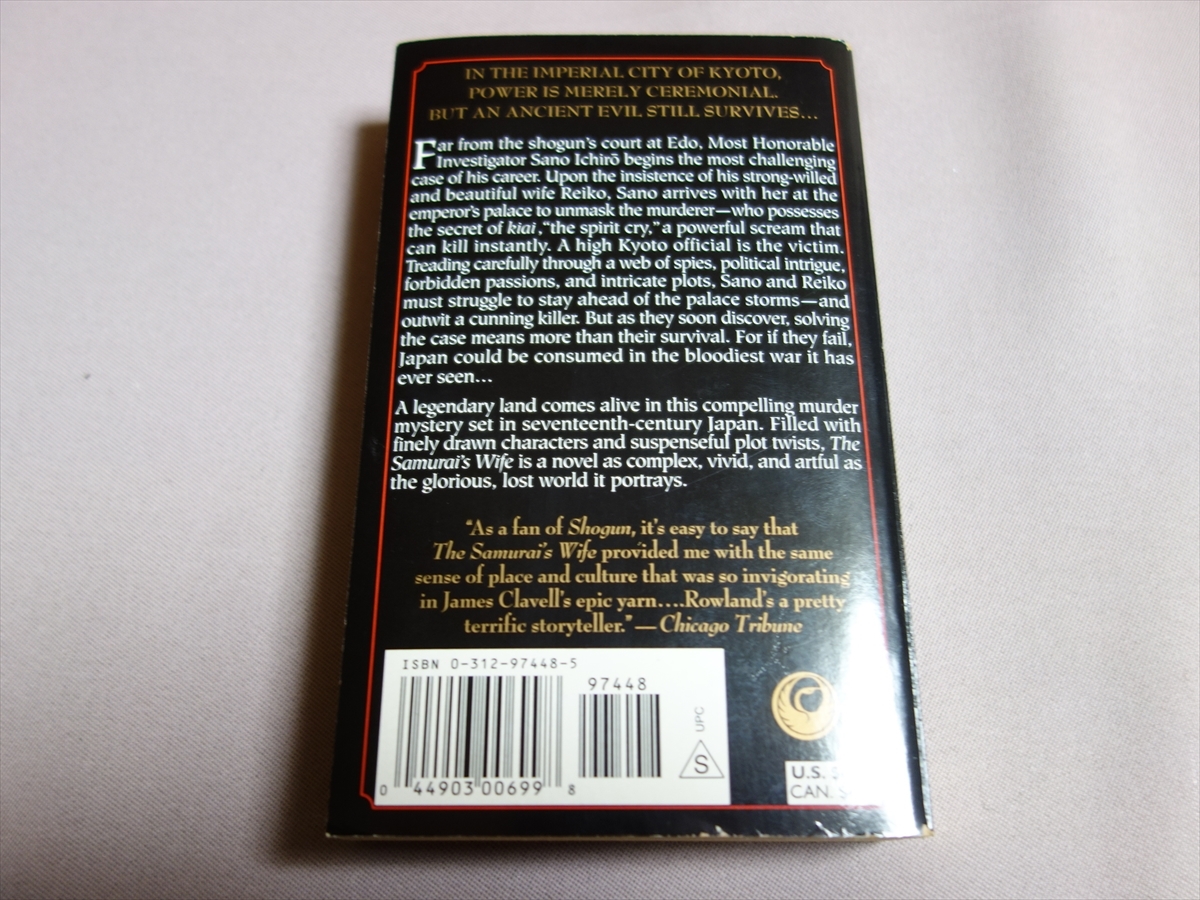 IN THE IMPERIAL CITY OF KYOTO,
POWER IS MERELY CEREMONIAL.
BUT AN ANCIENT EVIL STILL SURVIVES…
Far from the shogun's court at Edo, Most Honorable
Investigator Sano Ichirō begins the most challenging
case of his career. Upon the insistence of his strong-willed
and beautiful wife Reiko, Sano arrives with her at the
emperor's palace to unmask the murderer—who possesses
the secret of kiai, "the spirit cry," a powerful scream that
can kill instantly. A high Kyoto official is the victim.
Treading carefully through a web of spies, political intrigue,
forbidden passions, and intricate plots, Sano and Reiko
must struggle to stay ahead of the palace storms—and
outwit a cunning killer. But as they soon discover, solving
the case means more than their survival. For if they fail,
Japan could be consumed in the bloodiest war it has
ever seen…
A legendary land comes alive in this compelling murder
mystery set in seventeenth-century Japan. Filled with
finely drawn characters and suspenseful plot twists, The
Samurai's Wife is a novel as complex, vivid, and artful as
the glorious, lost world it portrays.
"As a fan of Shogun, it's easy to say that
The Samurai's Wife provided me with the same
sense of place and culture that was so invigorating
in James Clavell's epic yarn….Rowland's a pretty
terrific storyteller." —Chicago Tribune
ISBN 0-312-97448-5
97448
0 44903 00699 8
UPC
S
U.S.
CAN.